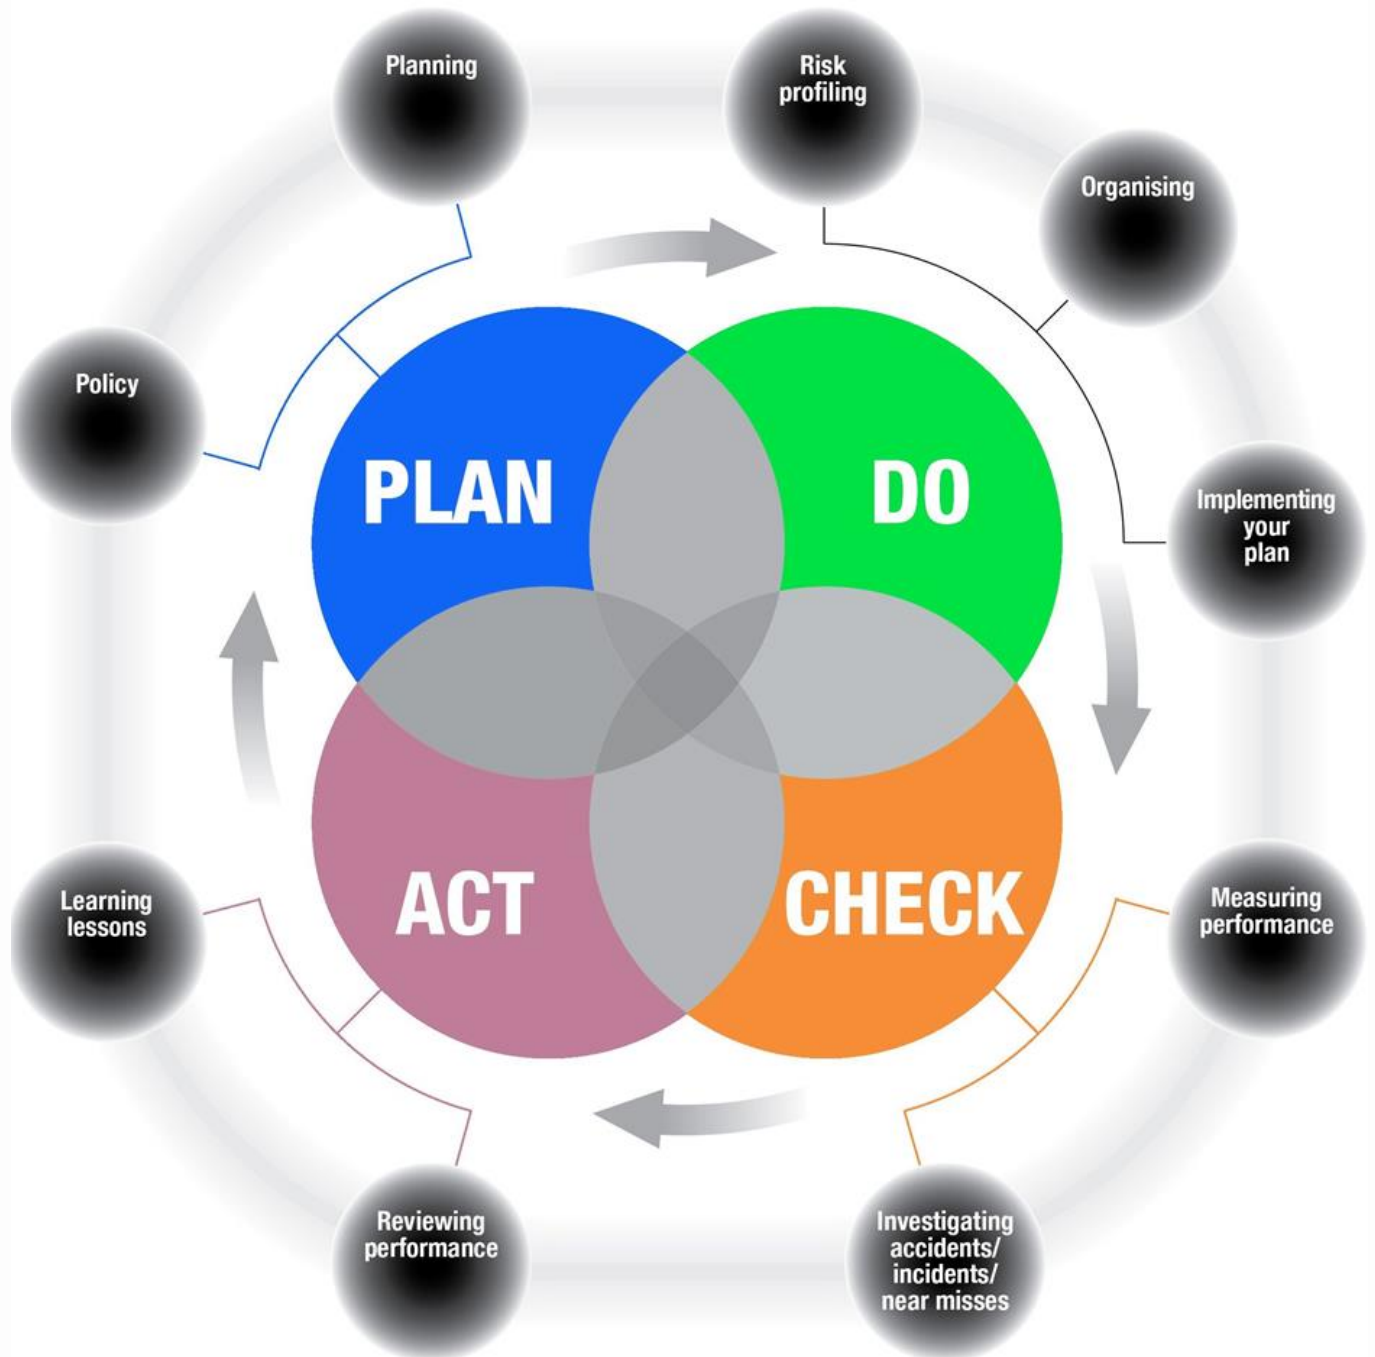 Planning
Risk
profiling
Organising
Policy
PLAN
DO
Implementing
your
plan
Learning
lessons
ACT
CHECK
Measuring
performance
Reviewing
performance
Investigating
accidents/
incidents/
near misses